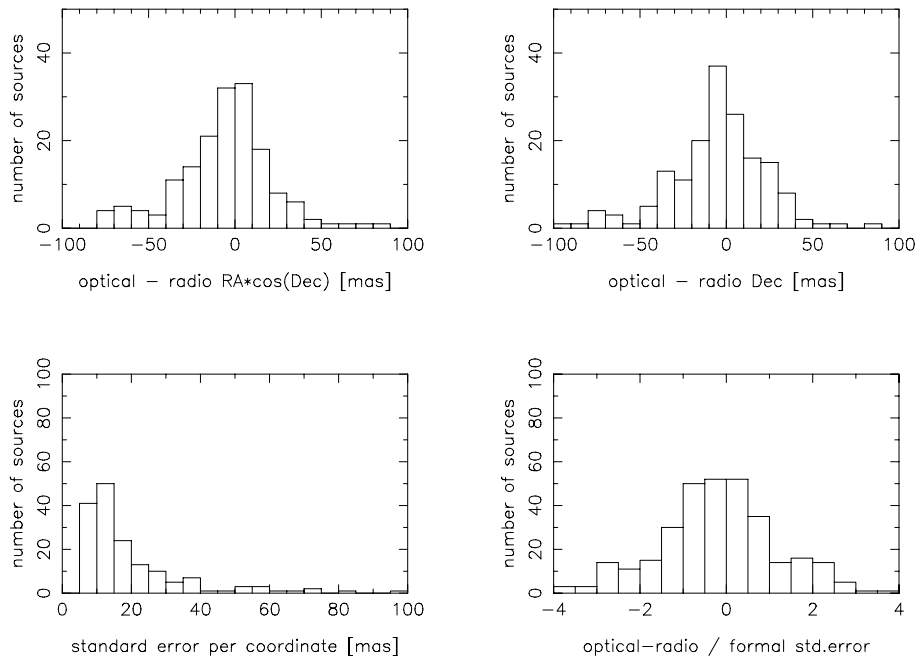 number of sources
0 20 40
−100 −50 0 50 100
optical − radio RA*cos(Dec) [mas]
number of sources
0 20 40
−100 −50 0 50 100
optical − radio Dec [mas]
number of sources
0 20 40 60 80 100
0 20 40 60 80 100
standard error per coordinate [mas]
number of sources
0 20 40 60 80 100
−4 −2 0 2 4
optical−radio / formal std.error